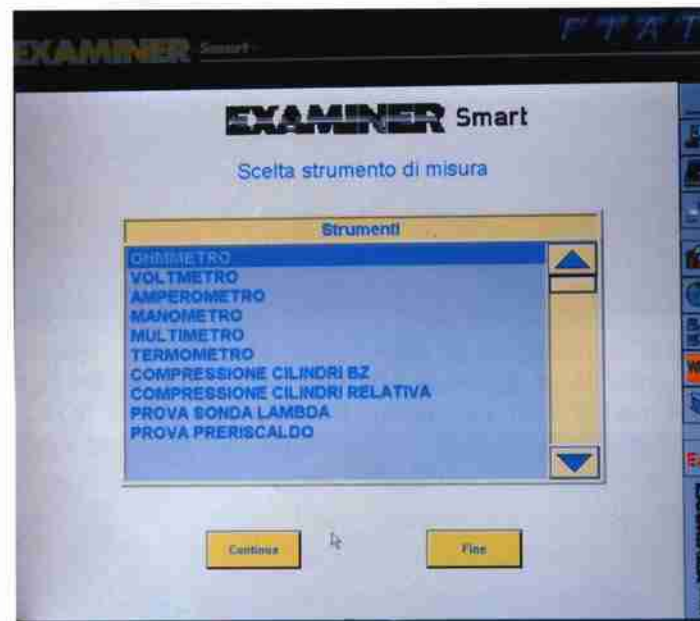 EXAMINER Smart
F I A T
EXAMINER Smart
Scelta strumento di misura
Strumenti
OHMMETRO
VOLTMETRO
AMPEROMETRO
MANOMETRO
MULTIMETRO
TERMOMETRO
COMPRESSIONE CILINDRI BZ
COMPRESSIONE CILINDRI RELATIVA
PROVA SONDA LAMBDA
PROVA PRERISCALDO
Continua
Fine